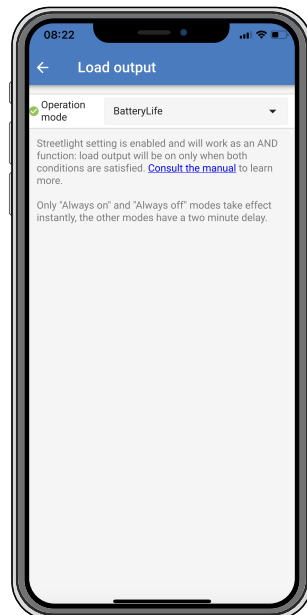 08:22
Load output
Operation
mode
BatteryLife
Streetlight setting is enabled and will work as an AND
function: load output will be on only when both
conditions are satisfied. Consult the manual to learn
more.
Only "Always on" and "Always off" modes take effect
instantly, the other modes have a two minute delay.